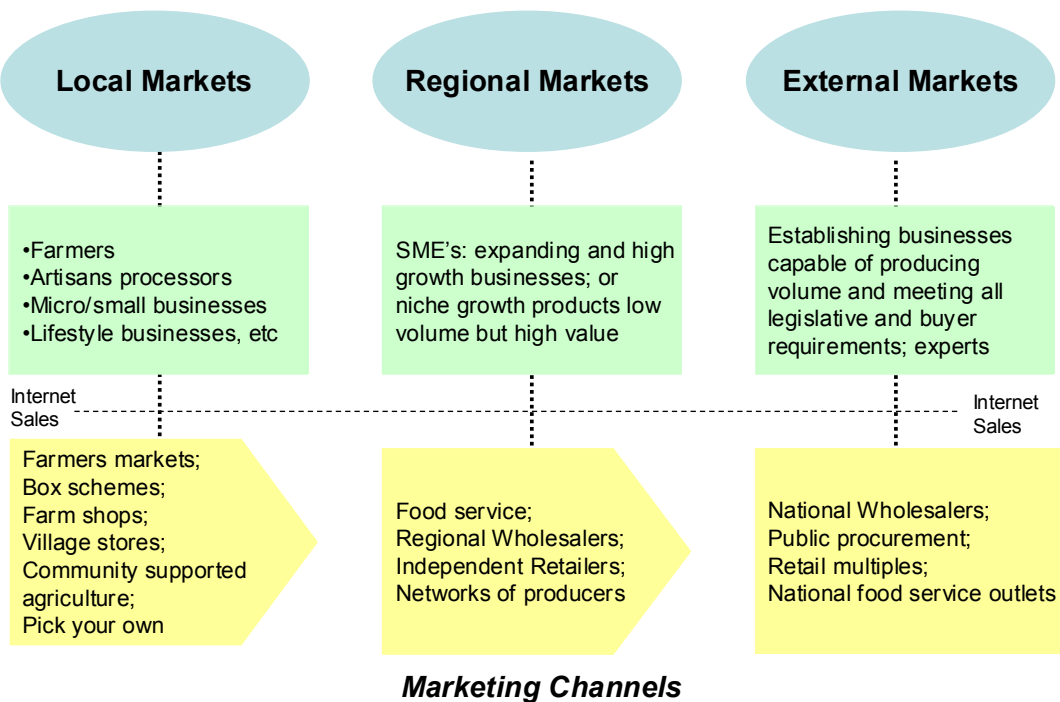 Local Markets
Regional Markets
External Markets
•Farmers
•Artisans processors
•Micro/small businesses
•Lifestyle businesses, etc
SME's: expanding and high
growth businesses; or
niche growth products low
volume but high value
Establishing businesses
capable of producing
volume and meeting all
legislative and buyer
requirements; experts
Internet
Sales
Internet
Sales
Farmers markets;
Box schemes;
Farm shops;
Village stores;
Community supported
agriculture;
Pick your own
Food service;
Regional Wholesalers;
Independent Retailers;
Networks of producers
National Wholesalers;
Public procurement;
Retail multiples;
National food service outlets
Marketing Channels